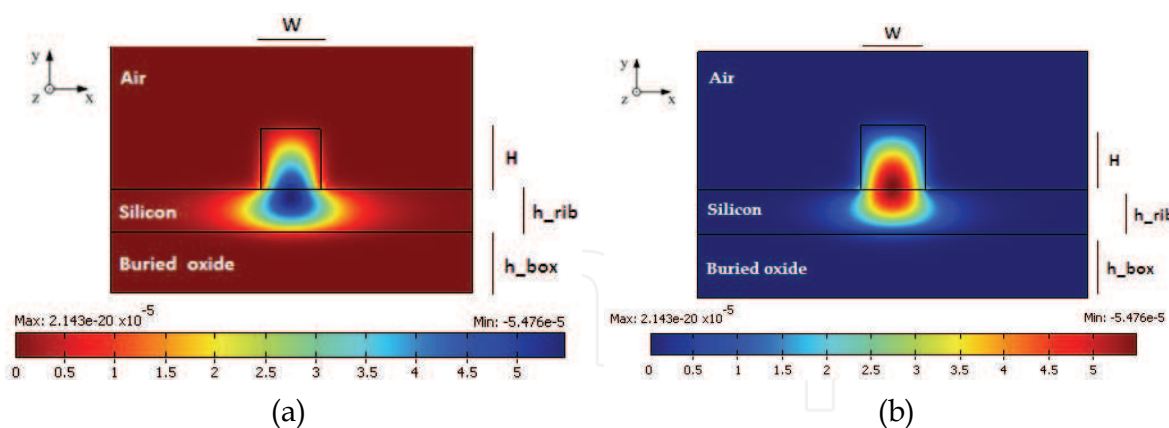 W
y
x
z
Air
H
Silicon
h_rib
Buried oxide
h_box
Max: 2.143e-20 x10^-5
Min: -5.476e-5
0 0.5 1 1.5 2 2.5 3 3.5 4 4.5 5
(a)
W
y
x
z
Air
H
Silicon
h_rib
Buried oxide
h_box
Max: 2.143e-20 x10^-5
Min: -5.476e-5
0 0.5 1 1.5 2 2.5 3 3.5 4 4.5 5
(b)